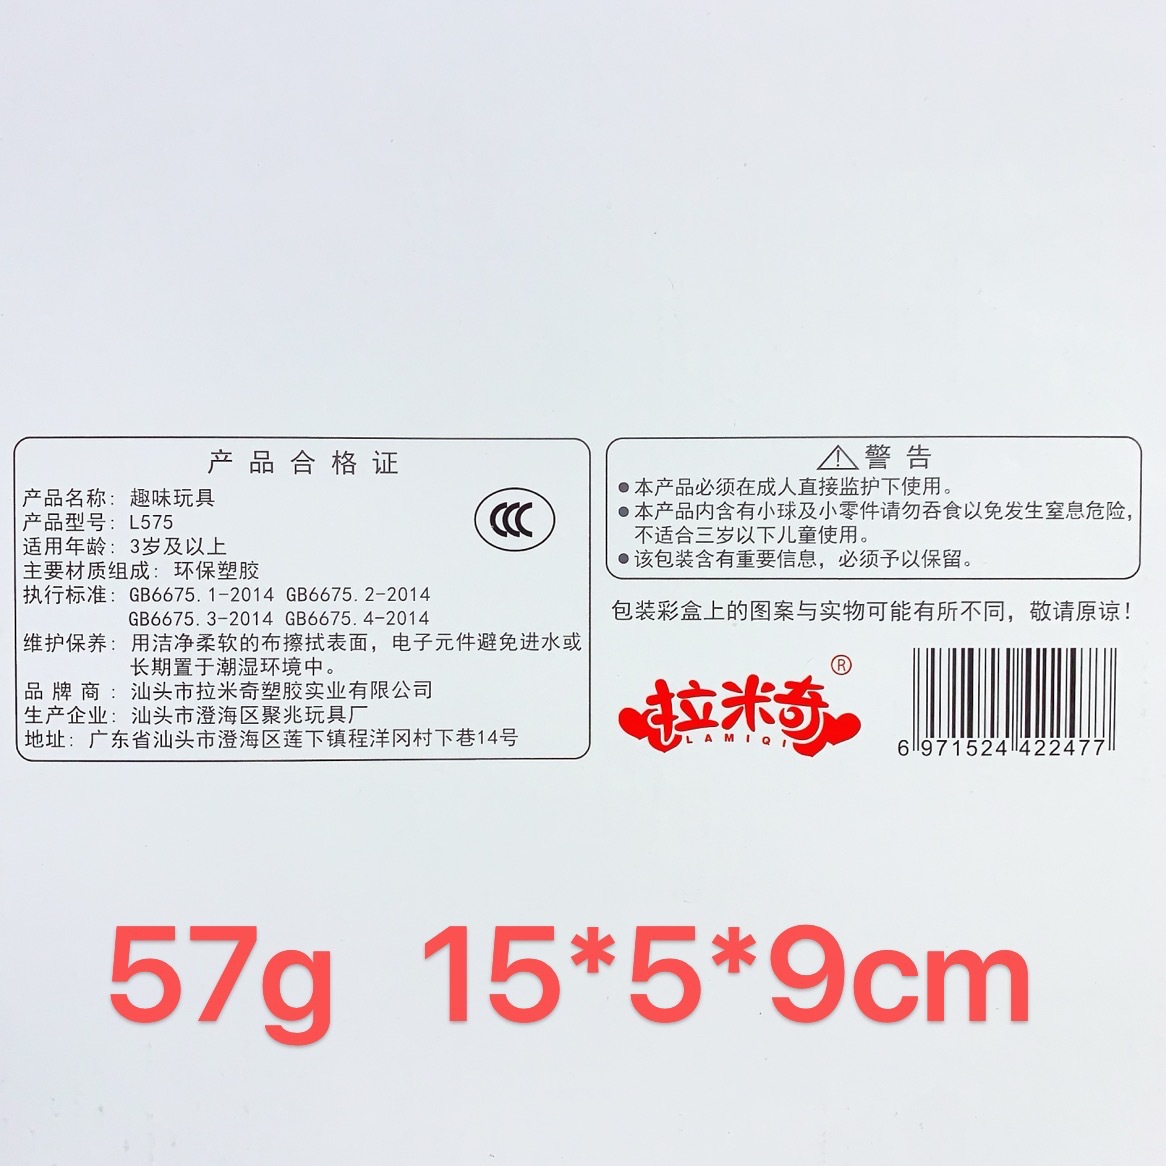 产品合格证
产品名称：趣味玩具
产品型号：L575
适用年龄：3岁及以上
主要材质组成：环保塑胶
执行标准：GB6675.1-2014 GB6675.2-2014
GB6675.3-2014 GB6675.4-2014
维护保养：用洁净柔软的布擦拭表面，电子元件避免进水或
长期置于潮湿环境中。
品牌商：汕头市拉米奇塑胶实业有限公司
生产企业：汕头市澄海区聚兆玩具厂
地址：广东省汕头市澄海区莲下镇程洋冈村下巷14号
CCC
警告
●本产品必须在成人直接监护下使用。
●本产品内含有小球及小零件请勿吞食以免发生窒息危险，
不适合三岁以下儿童使用。
●该包装含有重要信息，必须予以保留。
包装彩盒上的图案与实物可能有所不同，敬请原谅！
拉米奇®
LAMIQI
6 971524 422477
57g 15*5*9cm